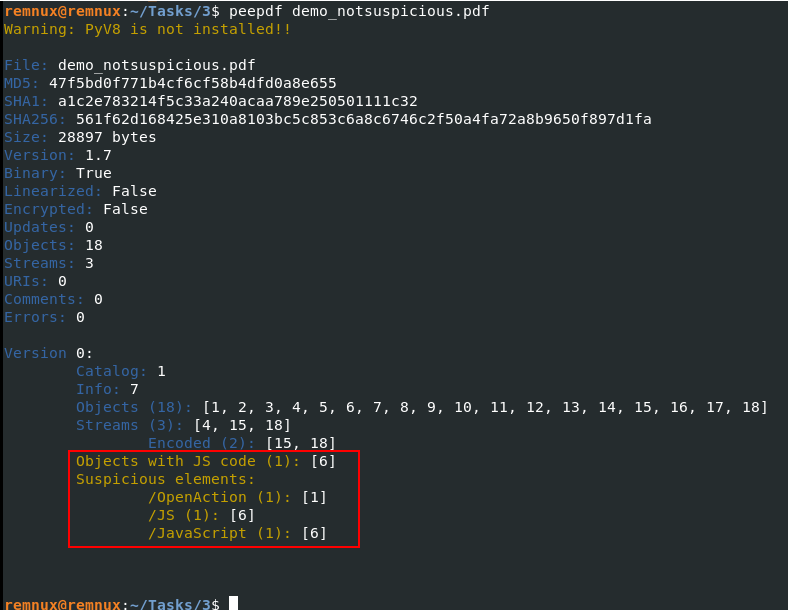 remnux@remnux:~/Tasks/3$ peepdf demo_notsuspicious.pdf
Warning: PyV8 is not installed!!
File: demo_notsuspicious.pdf
MD5: 47f5bd0f771b4cf6cf58b4dfd0a8e655
SHA1: a1c2e783214f5c33a240acaa789e250501111c32
SHA256: 561f62d168425e310a8103bc5c853c6a8c6746c2f50a4fa72a8b9650f897d1fa
Size: 28897 bytes
Version: 1.7
Binary: True
Linearized: False
Encrypted: False
Updates: 0
Objects: 18
Streams: 3
URIs: 0
Comments: 0
Errors: 0
Version 0:
Catalog: 1
Info: 7
Objects (18): [1, 2, 3, 4, 5, 6, 7, 8, 9, 10, 11, 12, 13, 14, 15, 16, 17, 18]
Streams (3): [4, 15, 18]
Encoded (2): [15, 18]
Objects with JS code (1): [6]
Suspicious elements:
/OpenAction (1): [1]
/JS (1): [6]
/JavaScript (1): [6]
remnux@remnux:~/Tasks/3$